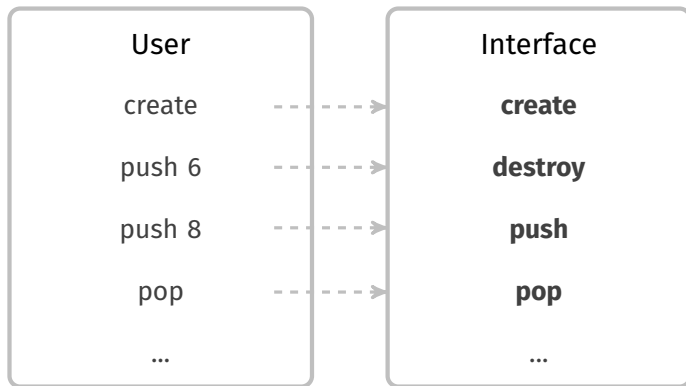 User
create
push 6
push 8
pop
...
Interface
create
destroy
push
pop
...